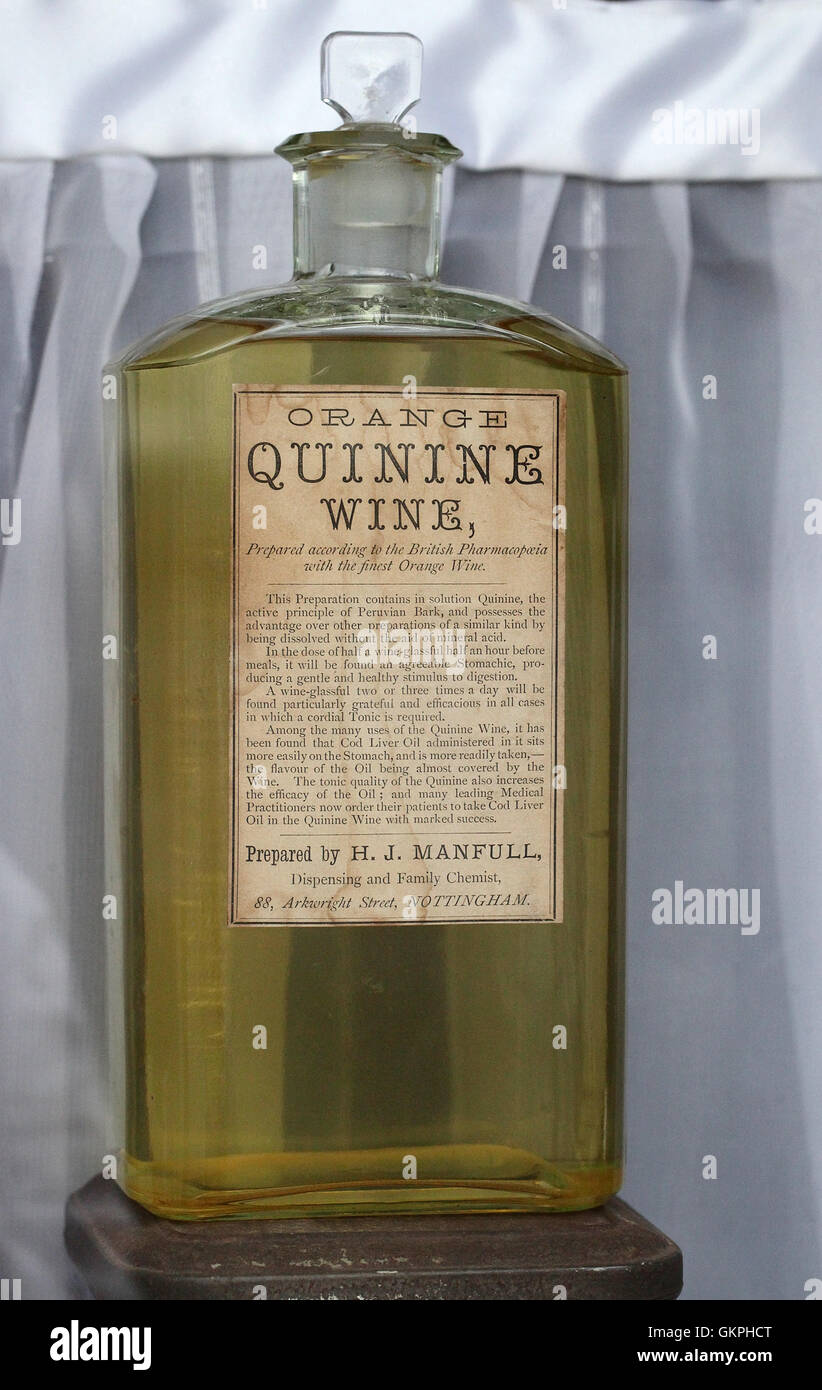 ORANGE
QUININE
WINE,
Prepared according to the British Pharmacopœia
with the finest Orange Wine.
This Preparation contains in solution Quinine, the
active principle of Peruvian Bark, and possesses the
advantage over other preparations of a similar kind by
being dissolved without the aid of mineral acid.
In the dose of half a wine-glassful half an hour before
meals, it will be found an agreeable Stomachic, pro-
ducing a gentle and healthy stimulus to digestion.
A wine-glassful two or three times a day will be
found particularly grateful and efficacious in all cases
in which a cordial Tonic is required.
Among the many uses of the Quinine Wine, it has
been found that Cod Liver Oil administered in it sits
more easily on the Stomach, and is more readily taken,—
the flavour of the Oil being almost covered by the
Wine. The tonic quality of the Quinine also increases
the efficacy of the Oil; and many leading Medical
Practitioners now order their patients to take Cod Liver
Oil in the Quinine Wine with marked success.
Prepared by H. J. MANFULL,
Dispensing and Family Chemist,
88, Arkwright Street, NOTTINGHAM.
alamy
alamy
alamy
a
a
a
a
a
a
a
a
a
a
a
a
a
alamy
Image ID: GKPHCT
www.alamy.com